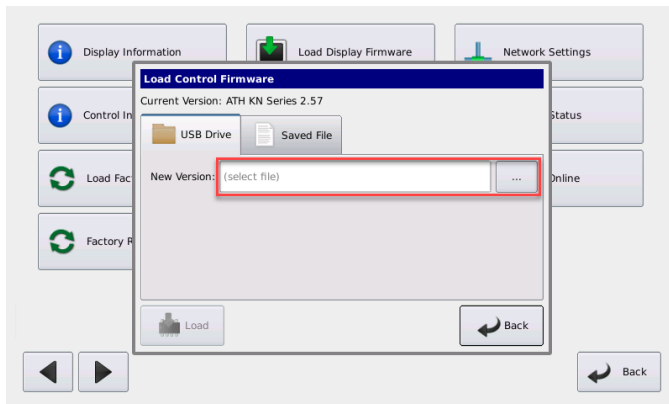 Display Information
Load Display Firmware
Network Settings
Load Control Firmware
Current Version: ATH KN Series 2.57
Control In
Status
USB Drive
Saved File
Load Fac
New Version:
(select file)
...
Online
Factory R
Load
Back
Back